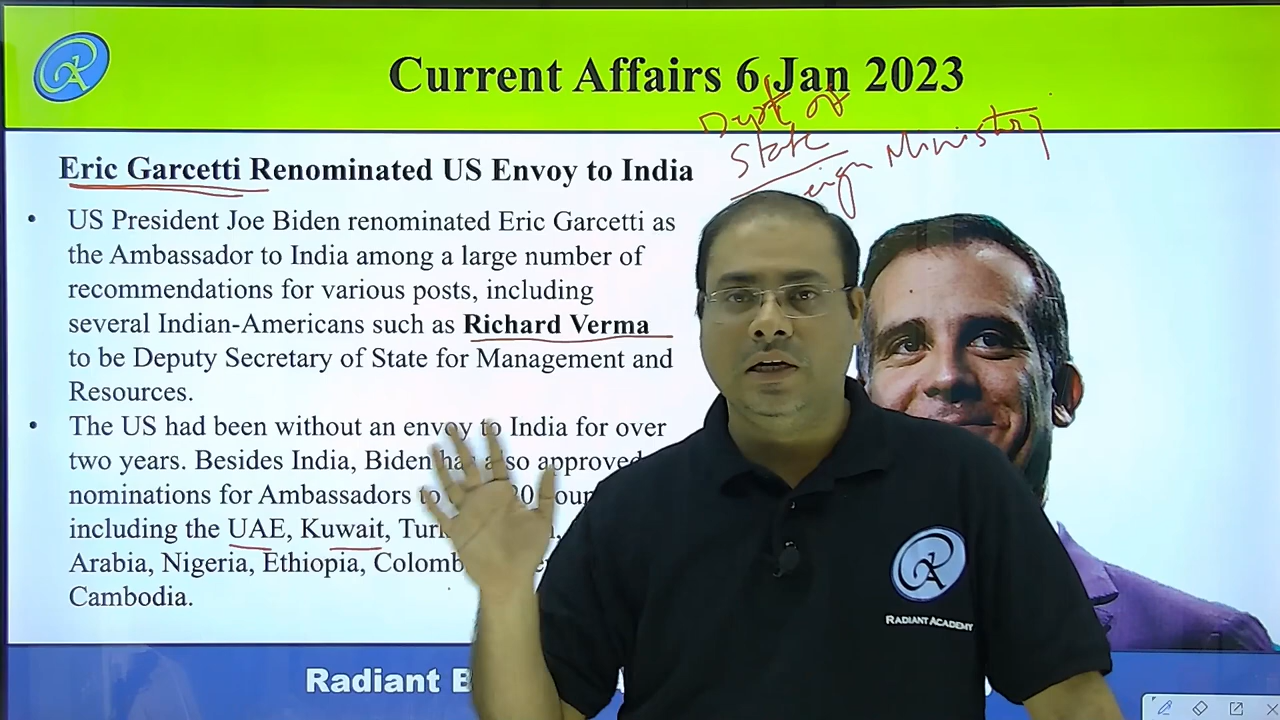 Current Affairs 6 Jan 2023
Dept of
State
eign Ministry
Eric Garcetti Renominated US Envoy to India
US President Joe Biden renominated Eric Garcetti as
the Ambassador to India among a large number of
recommendations for various posts, including
several Indian-Americans such as Richard Verma
to be Deputy Secretary of State for Management and
Resources.
The US had been without an envoy to India for over
two years. Besides India, Biden has also approved
nominations for Ambassadors to
including the UAE, Kuwait,
Arabia, Nigeria, Ethiopia,
Cambodia.
Radiant
RADIANT ACADEMY